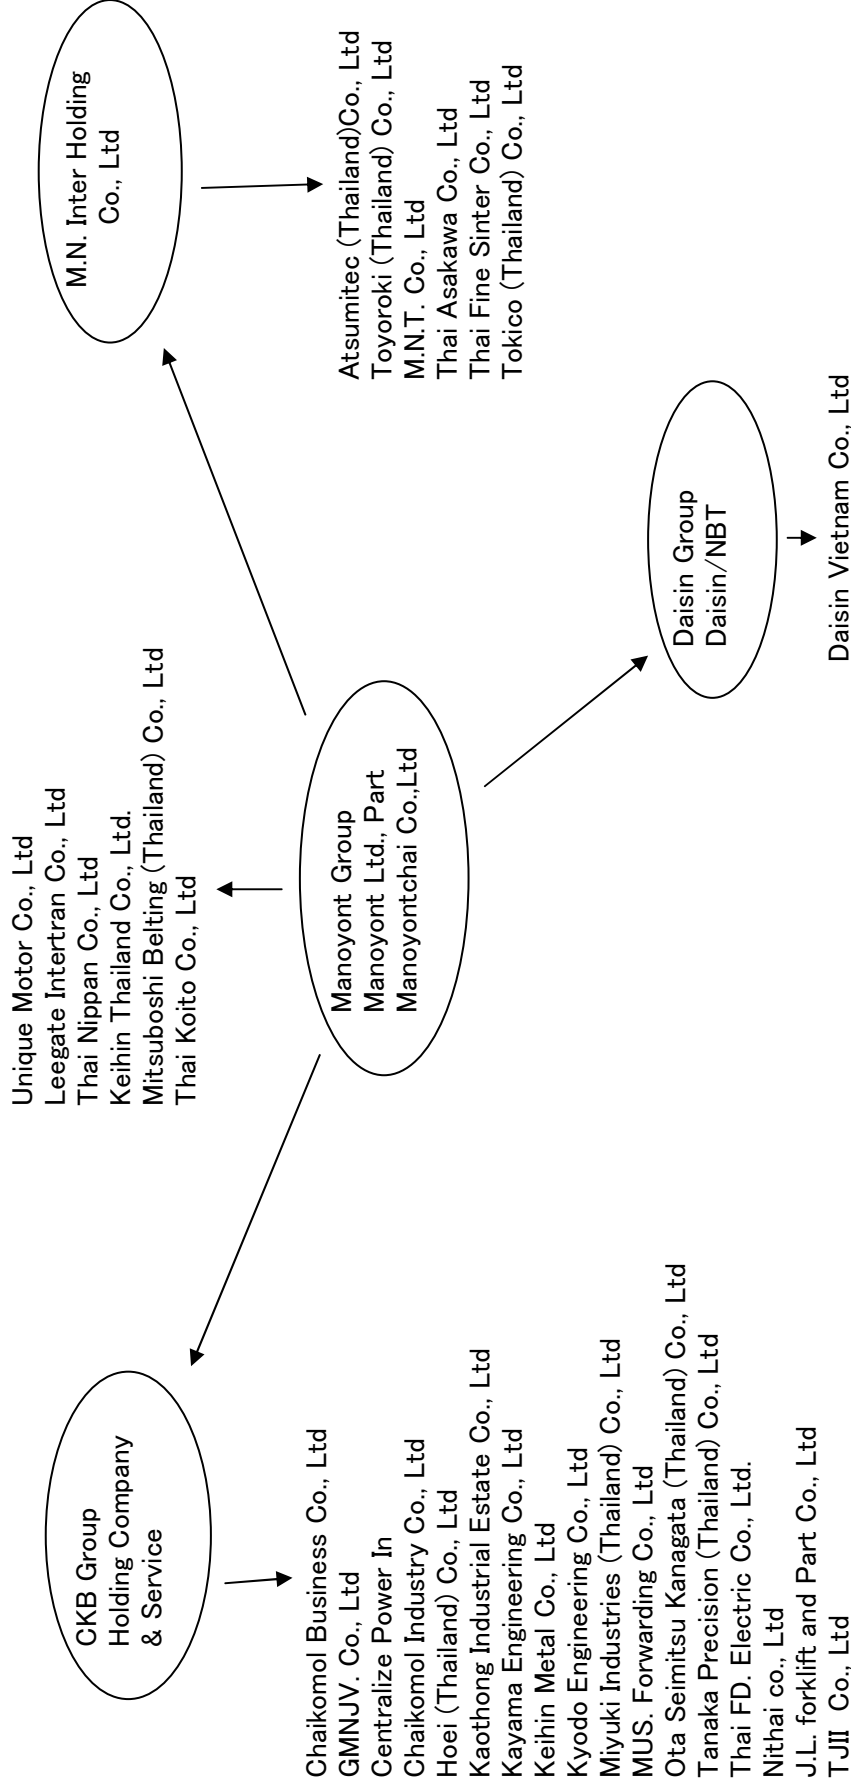 CKB Group
Holding Company
& Service
Chaikomol Business Co., Ltd
GMNJV. Co., Ltd
Centralize Power In
Chaikomol Industry Co., Ltd
Hoei (Thailand) Co., Ltd
Kaothong Industrial Estate Co., Ltd
Kayama Engineering Co., Ltd
Keihin Metal Co., Ltd
Kyodo Engineering Co., Ltd
Miyuki Industries (Thailand) Co., Ltd
MUS. Forwarding Co., Ltd
Ota Seimitsu Kanagata (Thailand) Co., Ltd
Tanaka Precision (Thailand) Co., Ltd
Thai FD. Electric Co., Ltd.
Nithai co., Ltd
J.L. forklift and Part Co., Ltd
TJII Co., Ltd
Unique Motor Co., Ltd
Leegate Intertran Co., Ltd
Thai Nippan Co., Ltd
Keihin Thailand Co., Ltd.
Mitsuboshi Belting (Thailand) Co., Ltd
Thai Koito Co., Ltd
Manoyont Group
Manoyont Ltd., Part
Manoyontchai Co.,Ltd
M.N. Inter Holding
Co., Ltd
Atsumitec (Thailand)Co., Ltd
Toyoroki (Thailand) Co., Ltd
M.N.T. Co., Ltd
Thai Asakawa Co., Ltd
Thai Fine Sinter Co., Ltd
Tokico (Thailand) Co., Ltd
Daisin Group
Daisin/NBT
Daisin Vietnam Co., Ltd